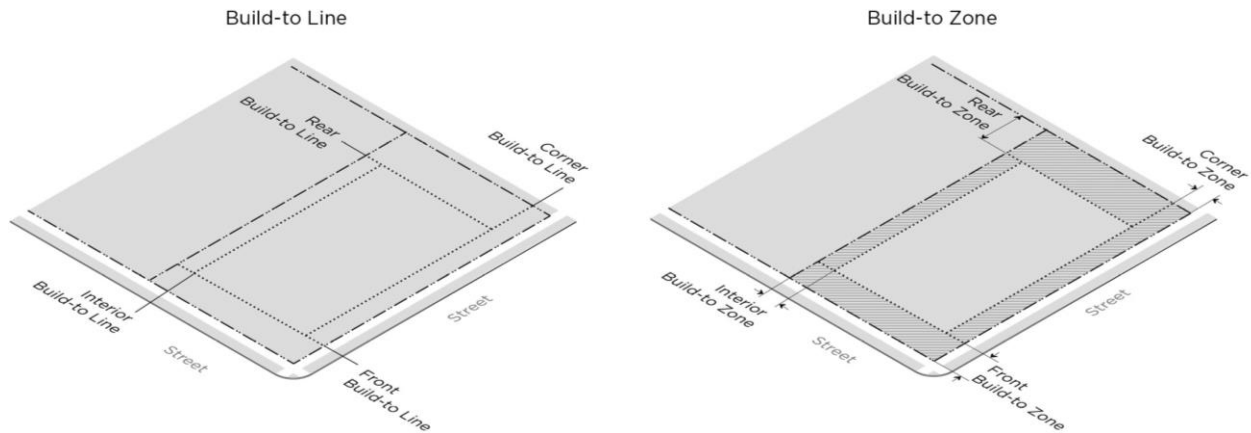 Build-to Line
Rear
Build-to Line
Corner
Build-to Line
Interior
Build-to Line
Street
Street
Front
Build-to Line
Build-to Zone
Rear
Build-to Zone
Corner
Build-to Zone
Interior
Build-to Zone
Street
Street
Front
Build-to Zone